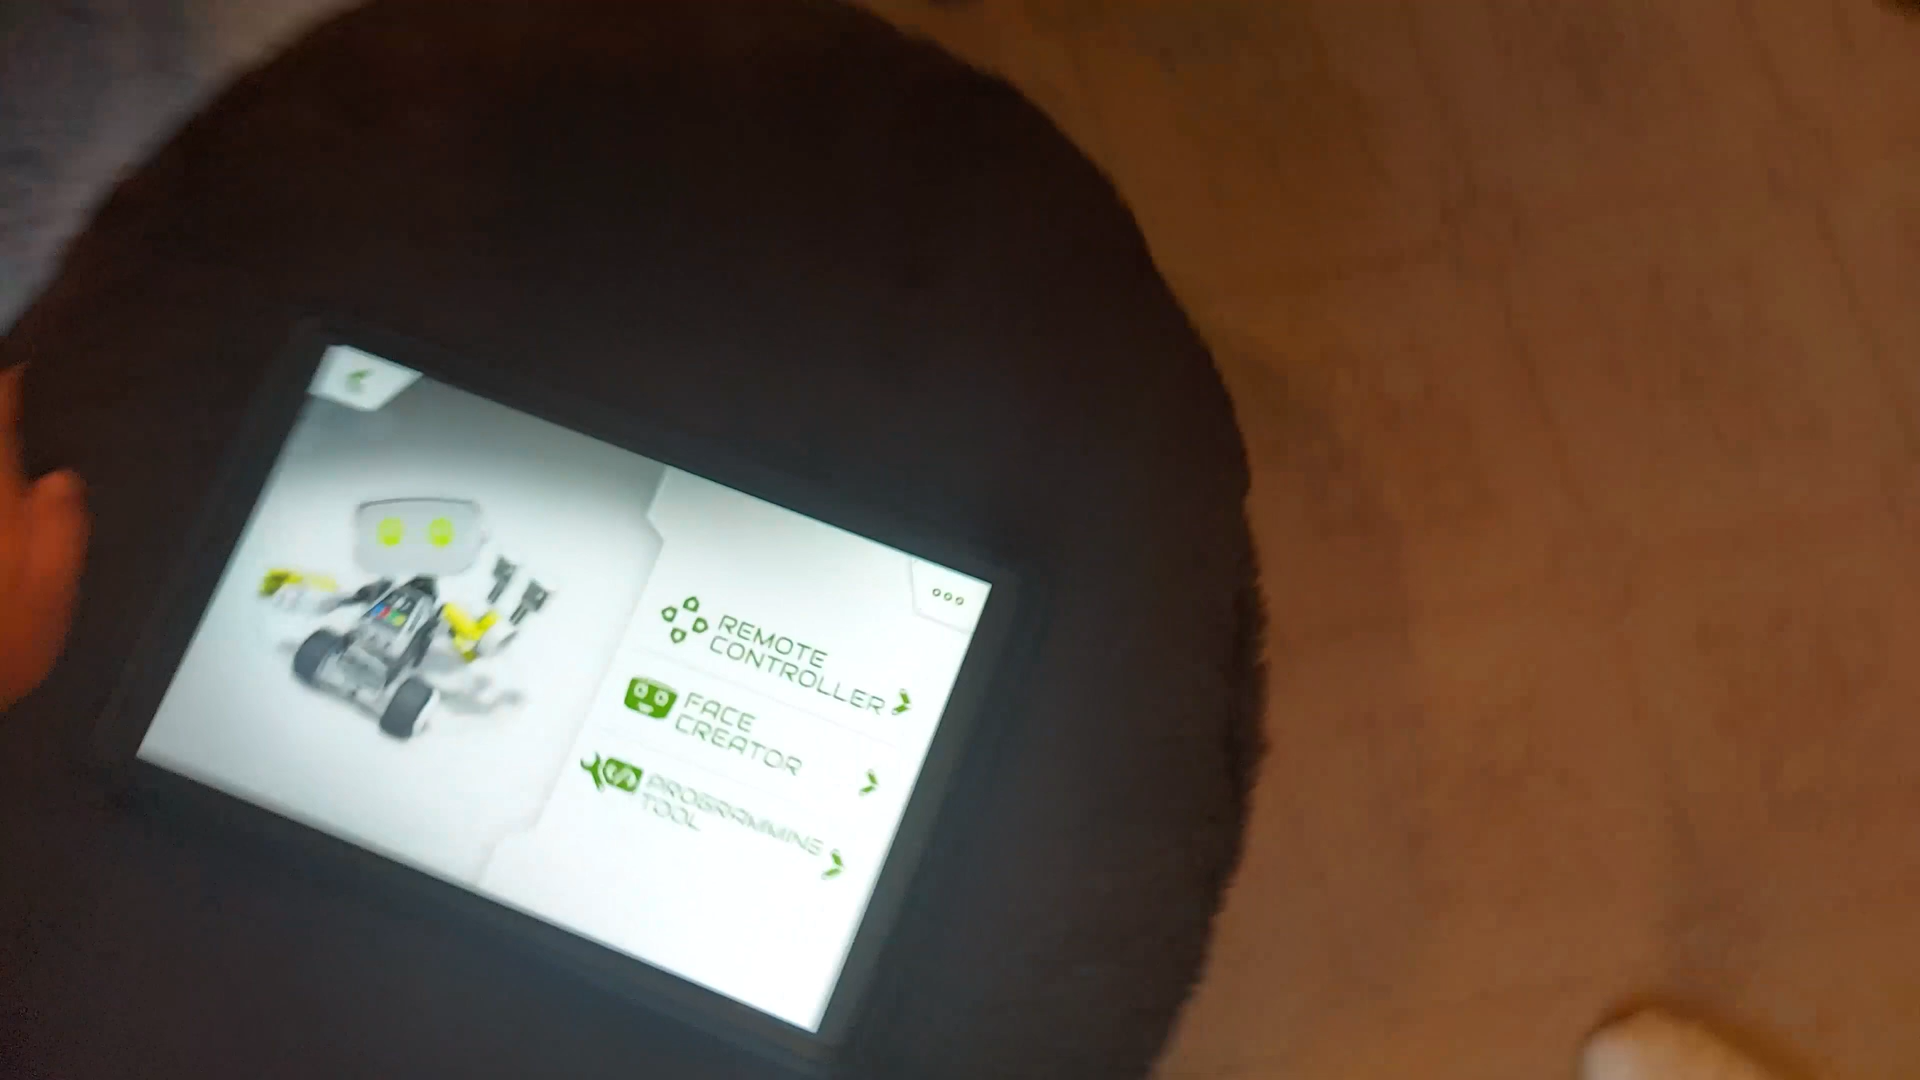 REMOTE
CONTROLLER
FACE
CREATOR
PROGRAMMING
TOOL